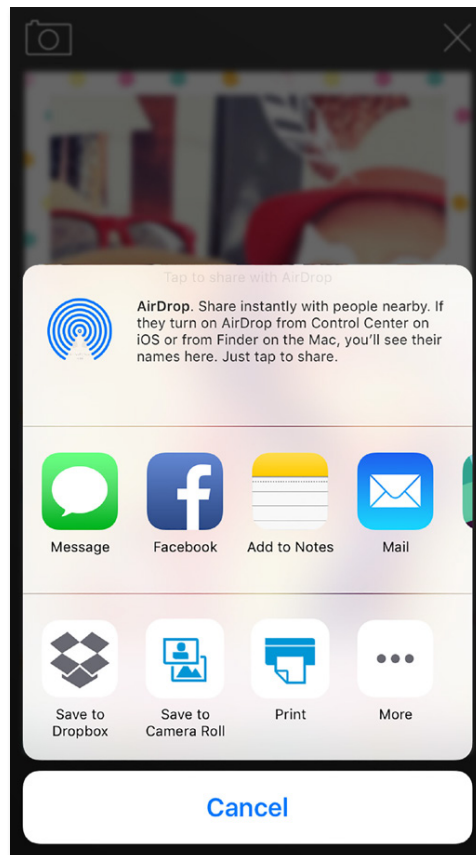 Tap to share with AirDrop
AirDrop. Share instantly with people nearby. If
they turn on AirDrop from Control Center on
iOS or from Finder on the Mac, you'll see their
names here. Just tap to share.
Message
Facebook
Add to Notes
Mail
Save to
Dropbox
Save to
Camera Roll
Print
More
Cancel